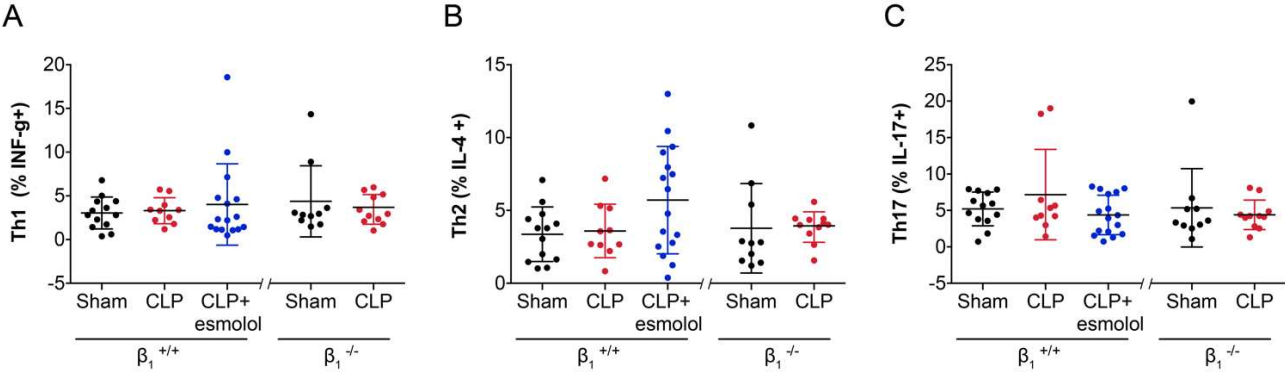 A
B
C
Th1 (% INF-g+)
20
15
10
5
0
-5
Sham
CLP
CLP+
esmolol
Sham
CLP
β1 +/+
β1 -/-
Th2 (% IL-4 +)
15
10
5
0
Sham
CLP
CLP+
esmolol
Sham
CLP
β1 +/+
β1 -/-
Th17 (% IL-17+)
25
20
15
10
5
0
-5
Sham
CLP
CLP+
esmolol
Sham
CLP
β1 +/+
β1 -/-